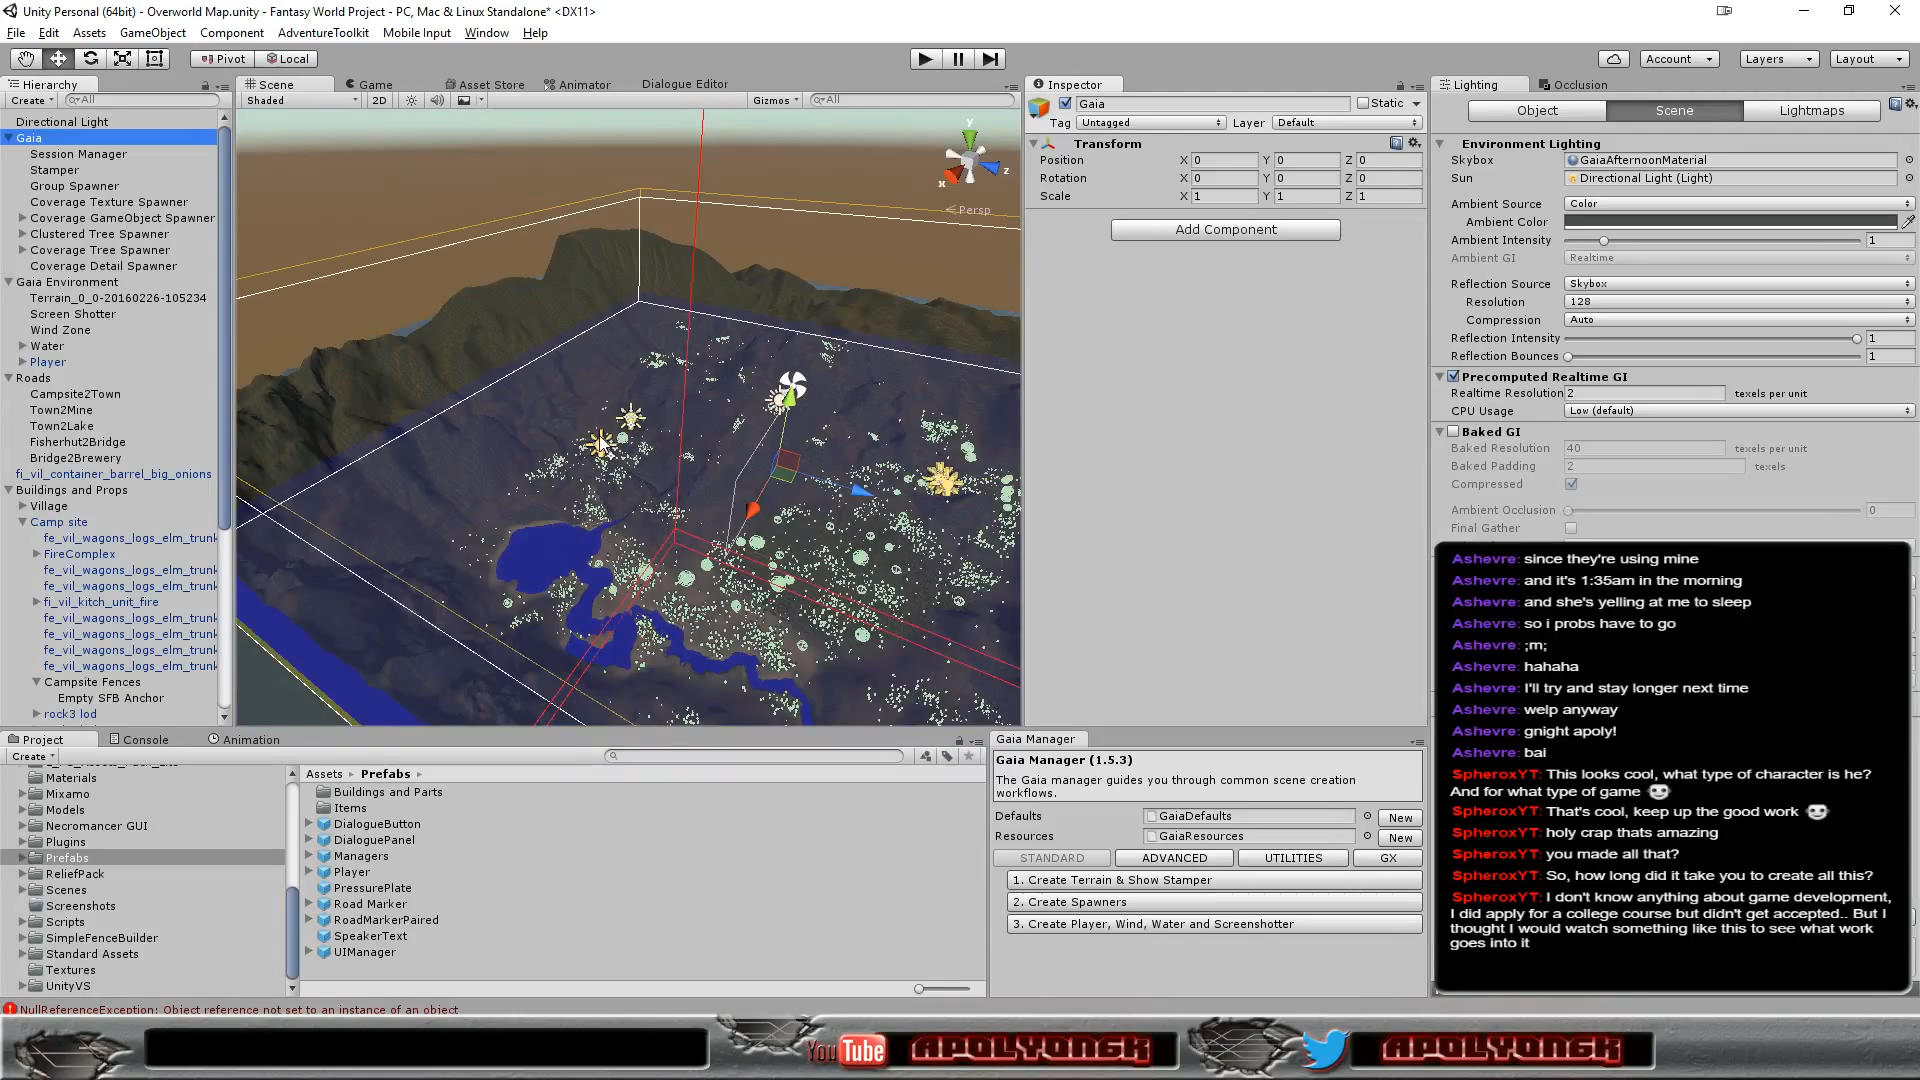 Unity Personal (64bit) - Overworld Map.unity - Fantasy World Project - PC, Mac & Linux Standalone* <DX11>
File Edit Assets GameObject Component AdventureToolkit Mobile Input Window Help
Pivot Local Account Layers Layout
Hierarchy
Create All
Directional Light
Gaia
Session Manager
Stamper
Group Spawner
Coverage Texture Spawner
Coverage GameObject Spawner
Clustered Tree Spawner
Coverage Tree Spawner
Coverage Detail Spawner
Gaia Environment
Terrain_0_0-20160226-105234
Screen Shotter
Wind Zone
Water
Player
Roads
Campsite2Town
Town2Mine
Town2Lake
Fisherhut2Bridge
Bridge2Brewery
fi_vil_container_barrel_big_onions
Buildings and Props
Village
Camp site
fe_vil_wagons_logs_elm_trunk
FireComplex
fe_vil_wagons_logs_elm_trunk
fe_vil_wagons_logs_elm_trunk
fi_vil_kitch_unit_fire
fe_vil_wagons_logs_elm_trunk
fe_vil_wagons_logs_elm_trunk
fe_vil_wagons_logs_elm_trunk
fe_vil_wagons_logs_elm_trunk
Campsite Fences
Empty SFB Anchor
rock3 lod
Scene Game Asset Store Animator Dialogue Editor
Shaded 2D Gizmos All
y
x
z
Persp
Inspector
Gaia Static
Tag Untagged Layer Default
Transform
Position X 0 Y 0 Z 0
Rotation X 0 Y 0 Z 0
Scale X 1 Y 1 Z 1
Add Component
Lighting Occlusion
Object Scene Lightmaps
Environment Lighting
Skybox GaiaAfternoonMaterial
Sun Directional Light (Light)
Ambient Source Color
Ambient Color
Ambient Intensity 1
Ambient GI Realtime
Reflection Source Skybox
Resolution 128
Compression Auto
Reflection Intensity 1
Reflection Bounces 1
Precomputed Realtime GI
Realtime Resolution 2 texels per unit
CPU Usage Low (default)
Baked GI
Baked Resolution 40 texels per unit
Baked Padding 2 texels
Compressed
Ambient Occlusion 0
Final Gather
Ashevre: since they're using mine
Ashevre: and it's 1:35am in the morning
Ashevre: and she's yelling at me to sleep
Ashevre: so i probs have to go
Ashevre: ;m;
Ashevre: hahaha
Ashevre: I'll try and stay longer next time
Ashevre: welp anyway
Ashevre: gnight apoly!
Ashevre: bai
SpheroxYT: This looks cool, what type of character is he?
And for what type of game
SpheroxYT: That's cool, keep up the good work
SpheroxYT: holy crap thats amazing
SpheroxYT: you made all that?
SpheroxYT: So, how long did it take you to create all this?
SpheroxYT: I don't know anything about game development,
I did apply for a college course but didn't get accepted.. But I
thought I would watch something like this to see what work
goes into it
Project Console Animation
Create
Materials
Mixamo
Models
Necromancer GUI
Plugins
Prefabs
ReliefPack
Scenes
Screenshots
Scripts
SimpleFenceBuilder
Standard Assets
Textures
UnityVS
Assets Prefabs
Buildings and Parts
Items
DialogueButton
DialoguePanel
Managers
Player
PressurePlate
Road Marker
RoadMarkerPaired
SpeakerText
UIManager
Gaia Manager
Gaia Manager (1.5.3)
The Gaia manager guides you through common scene creation
workflows.
Defaults GaiaDefaults New
Resources GaiaResources New
STANDARD ADVANCED UTILITIES GX
1. Create Terrain & Show Stamper
2. Create Spawners
3. Create Player, Wind, Water and Screenshotter
NullReferenceException: Object reference not set to an instance of an object
YouTube APOLYONGK APOLYONGK